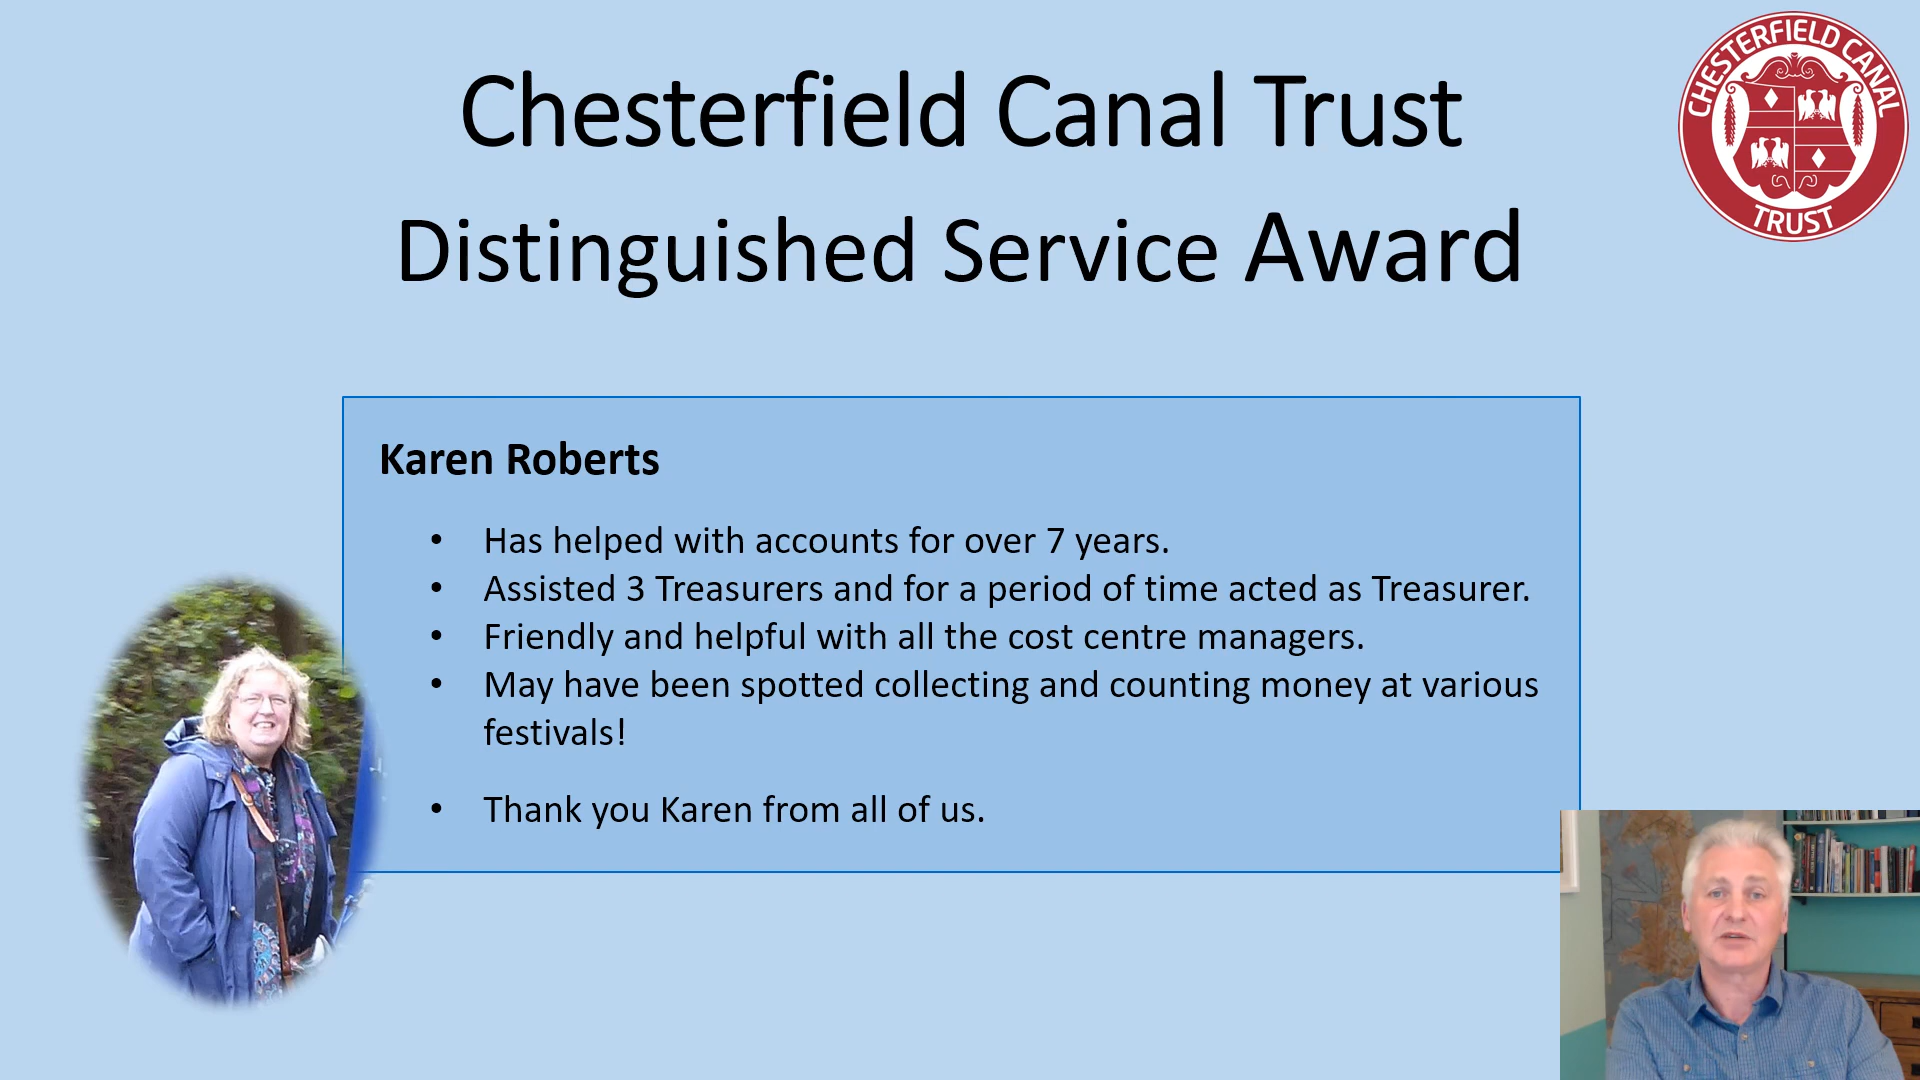 Chesterfield Canal Trust
Distinguished Service Award
CHESTERFIELD CANAL
TRUST
Karen Roberts
• Has helped with accounts for over 7 years.
• Assisted 3 Treasurers and for a period of time acted as Treasurer.
• Friendly and helpful with all the cost centre managers.
• May have been spotted collecting and counting money at various
festivals!
• Thank you Karen from all of us.